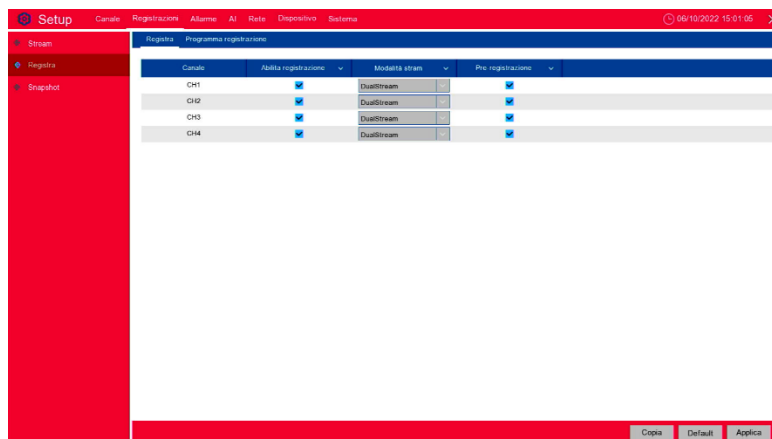 Setup Canale Registrazioni Allarme AI Rete Dispositivo Sistema 06/10/2022 15:01:05
Stream
Registra
Snapshot
Registra Programma registrazione
Canale Abilita registrazione Modalità stram Pre registrazione
CH1 DualStream
CH2 DualStream
CH3 DualStream
CH4 DualStream
Copia Default Applica